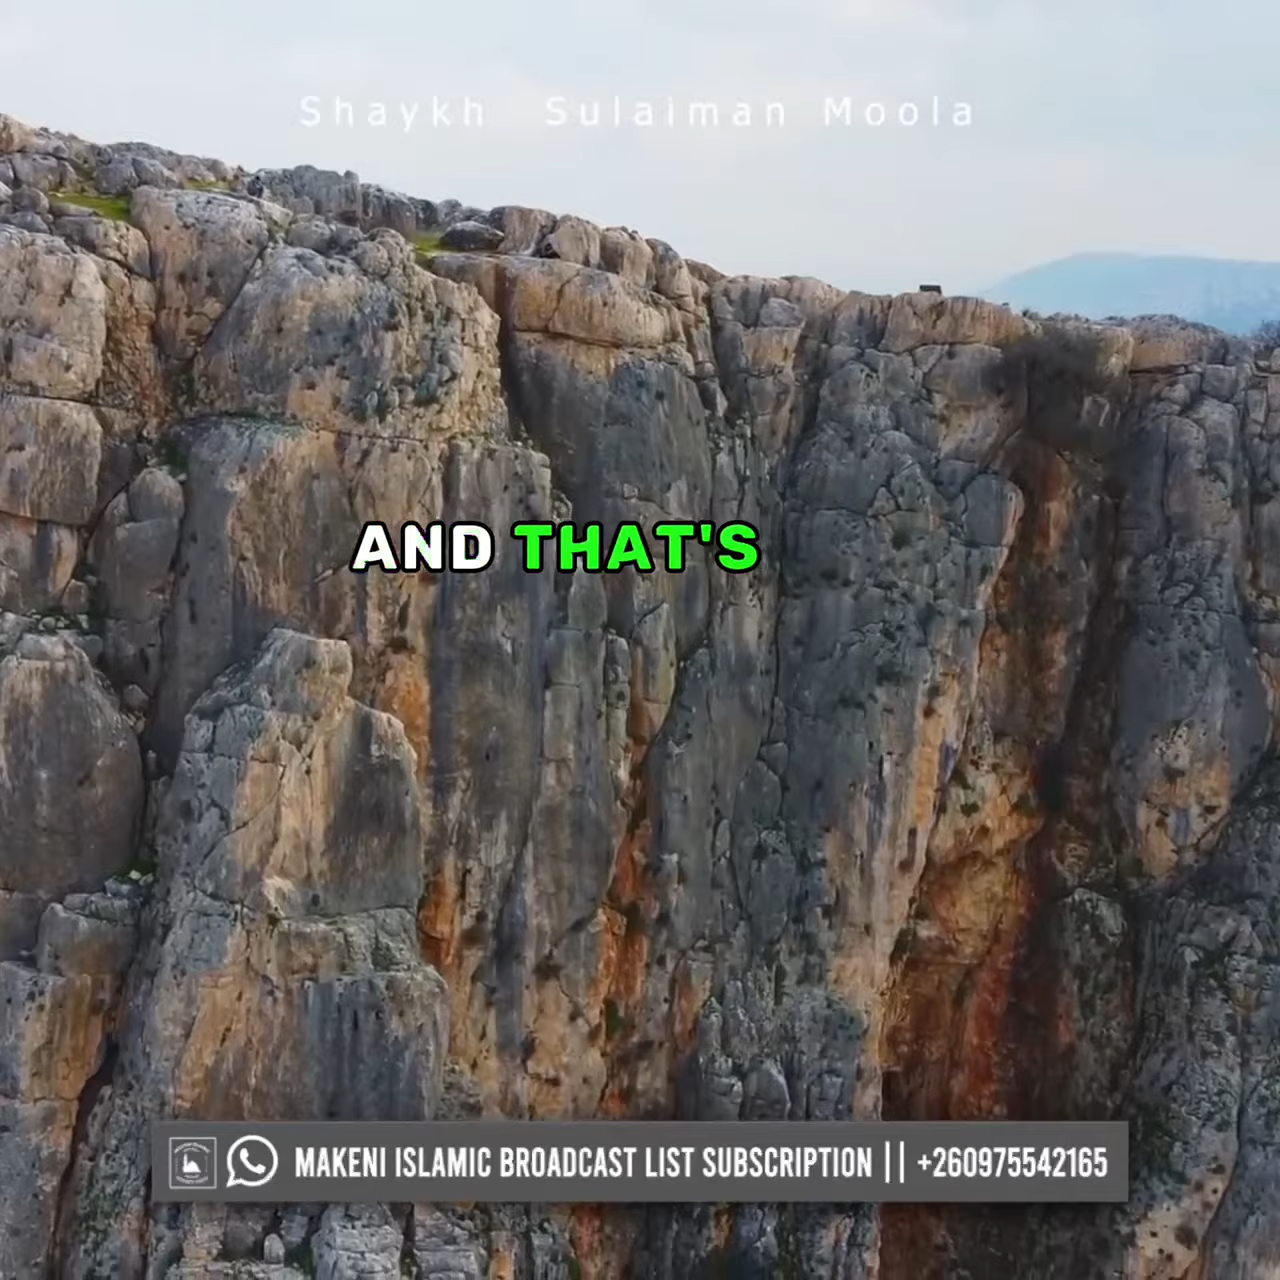 Shaykh Sulaiman Moola
AND THAT'S
MAKENI ISLAMIC BROADCAST LIST SUBSCRIPTION || +260975542165